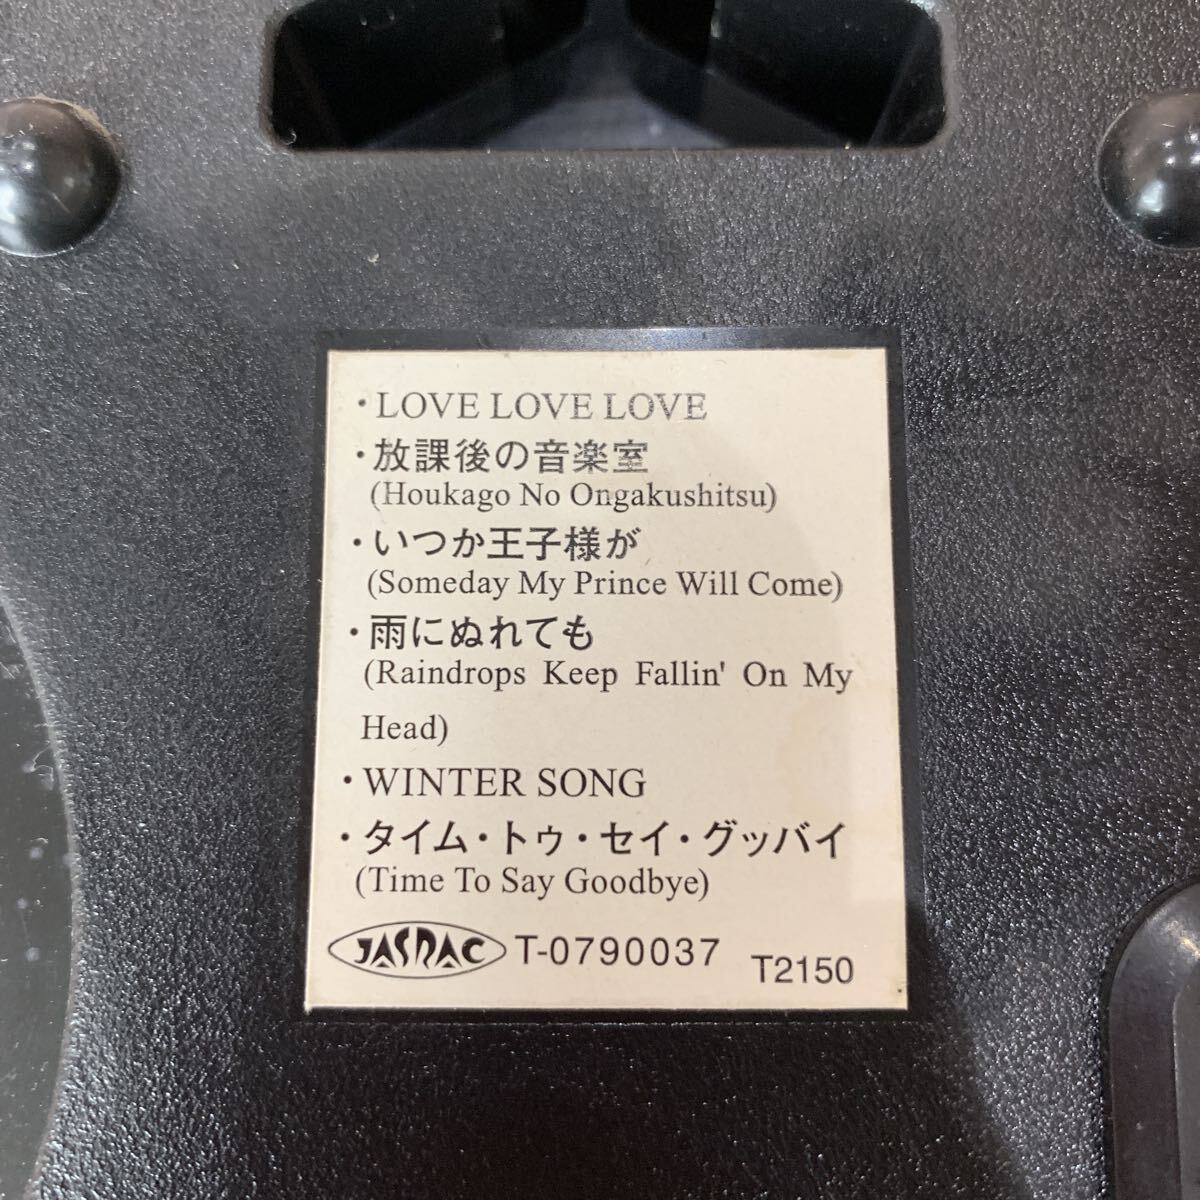 ・LOVE LOVE LOVE
・放課後の音楽室
(Houkago No Ongakushitsu)
・いつか王子様が
(Someday My Prince Will Come)
・雨にぬれても
(Raindrops Keep Fallin' On My
Head)
・WINTER SONG
・タイム・トゥ・セイ・グッバイ
(Time To Say Goodbye)
JASRAC T-0790037 T2150